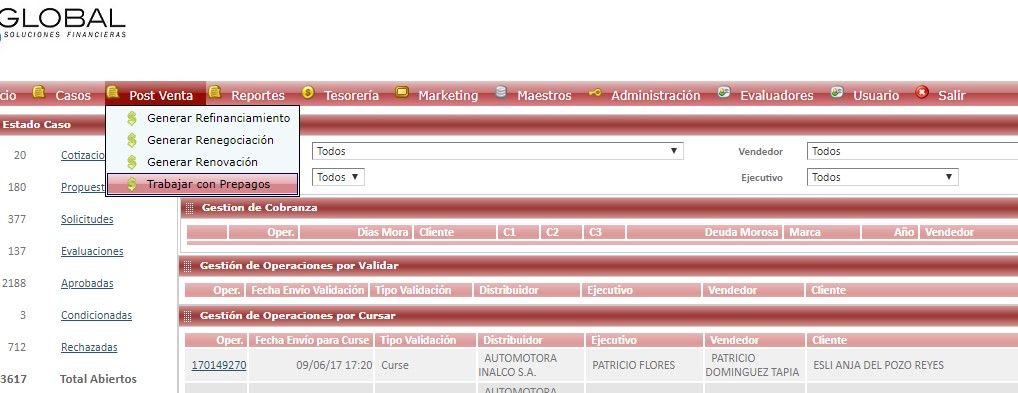 GLOBAL
SOLUCIONES FINANCIERAS
cio Casos Post Venta Reportes Tesorería Marketing Maestros Administración Evaluadores Usuario Salir
Estado Caso
Generar Refinanciamiento
Generar Renegociación
Generar Renovación
Trabajar con Prepagos
20 Cotizacio
180 Propuest
377 Solicitudes
137 Evaluaciones
2188 Aprobadas
3 Condicionadas
712 Rechazadas
3617 Total Abiertos
Todos Vendedor Todos
Todos Ejecutivo Todos
Gestion de Cobranza
Oper. Dias Mora Cliente C1 C2 C3 Deuda Morosa Marca Año Vendedor
Gestión de Operaciones por Validar
Oper. Fecha Envío Validación Tipo Validación Distribuidor Ejecutivo Vendedor Cliente
Gestión de Operaciones por Cursar
Oper. Fecha Envío para Curse Tipo Validación Distribuidor Ejecutivo Vendedor Cliente
170149270 09/06/17 17:20 Curse AUTOMOTORA INALCO S.A. PATRICIO FLORES PATRICIO DOMINGUEZ TAPIA ESLI ANJA DEL POZO REYES
AUTOMOTORA